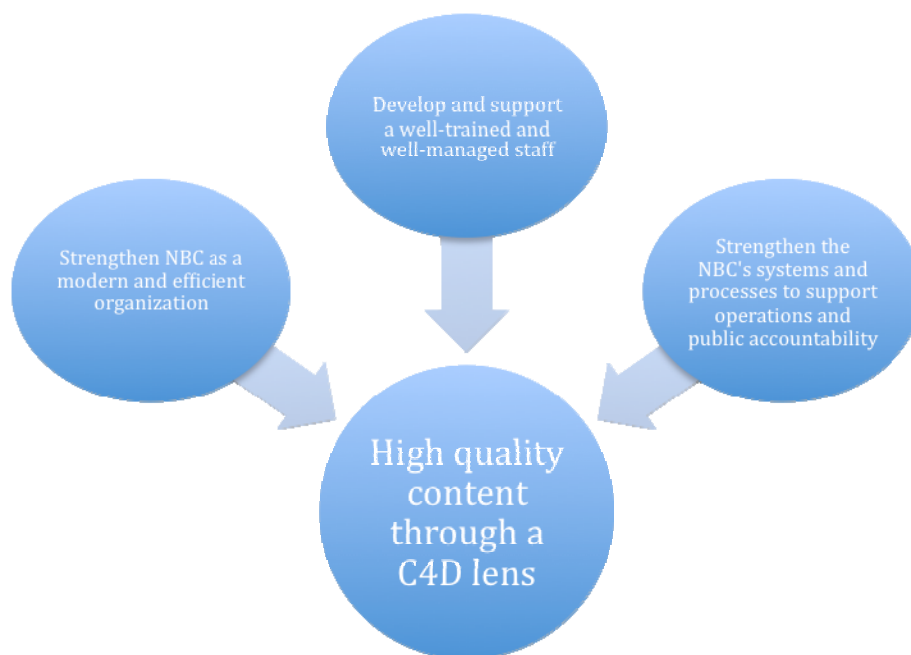 Develop and support
a well-trained and
well-managed staff
Strengthen NBC as a
modern and efficient
organization
Strengthen the
NBC's systems and
processes to support
operations and
public accountability
High quality
content
through a
C4D lens